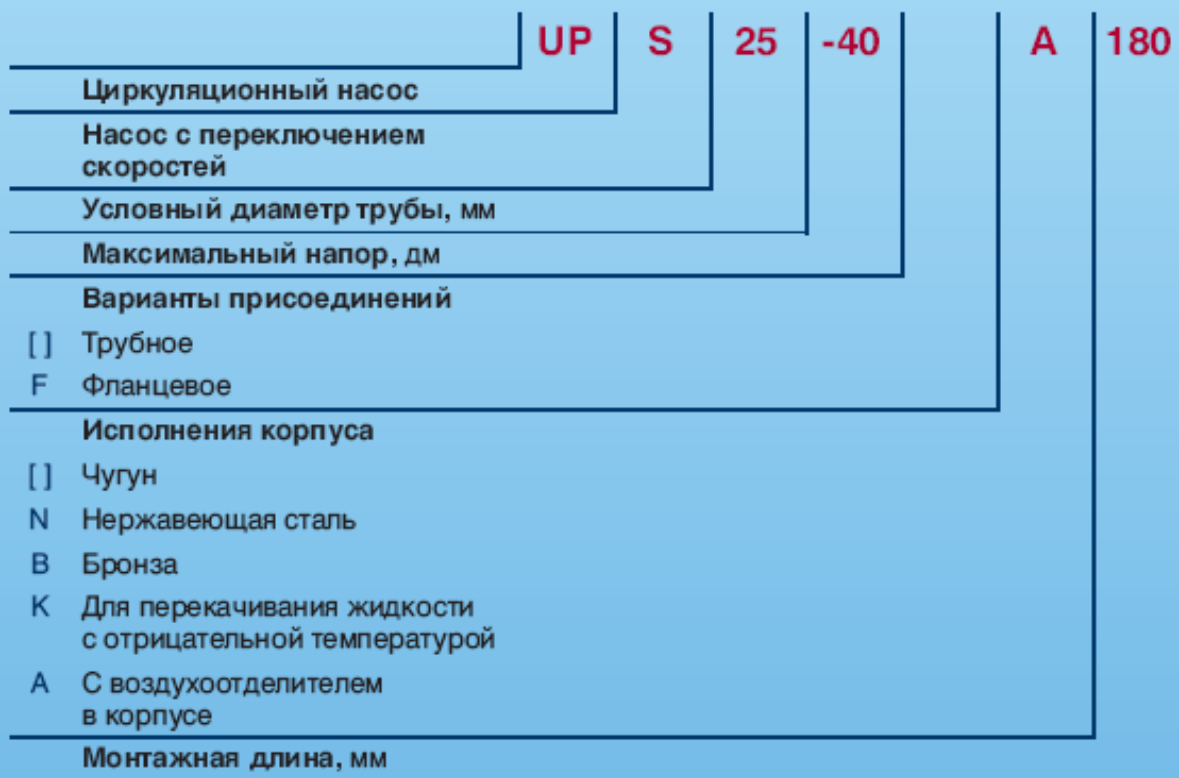 UP S 25 -40 A 180
Циркуляционный насос
Насос с переключением
скоростей
Условный диаметр трубы, мм
Максимальный напор, дм
Варианты присоединений
[ ] Трубное
F Фланцевое
Исполнения корпуса
[ ] Чугун
N Нержавеющая сталь
B Бронза
K Для перекачивания жидкости
с отрицательной температурой
A С воздухоотделителем
в корпусе
Монтажная длина, мм